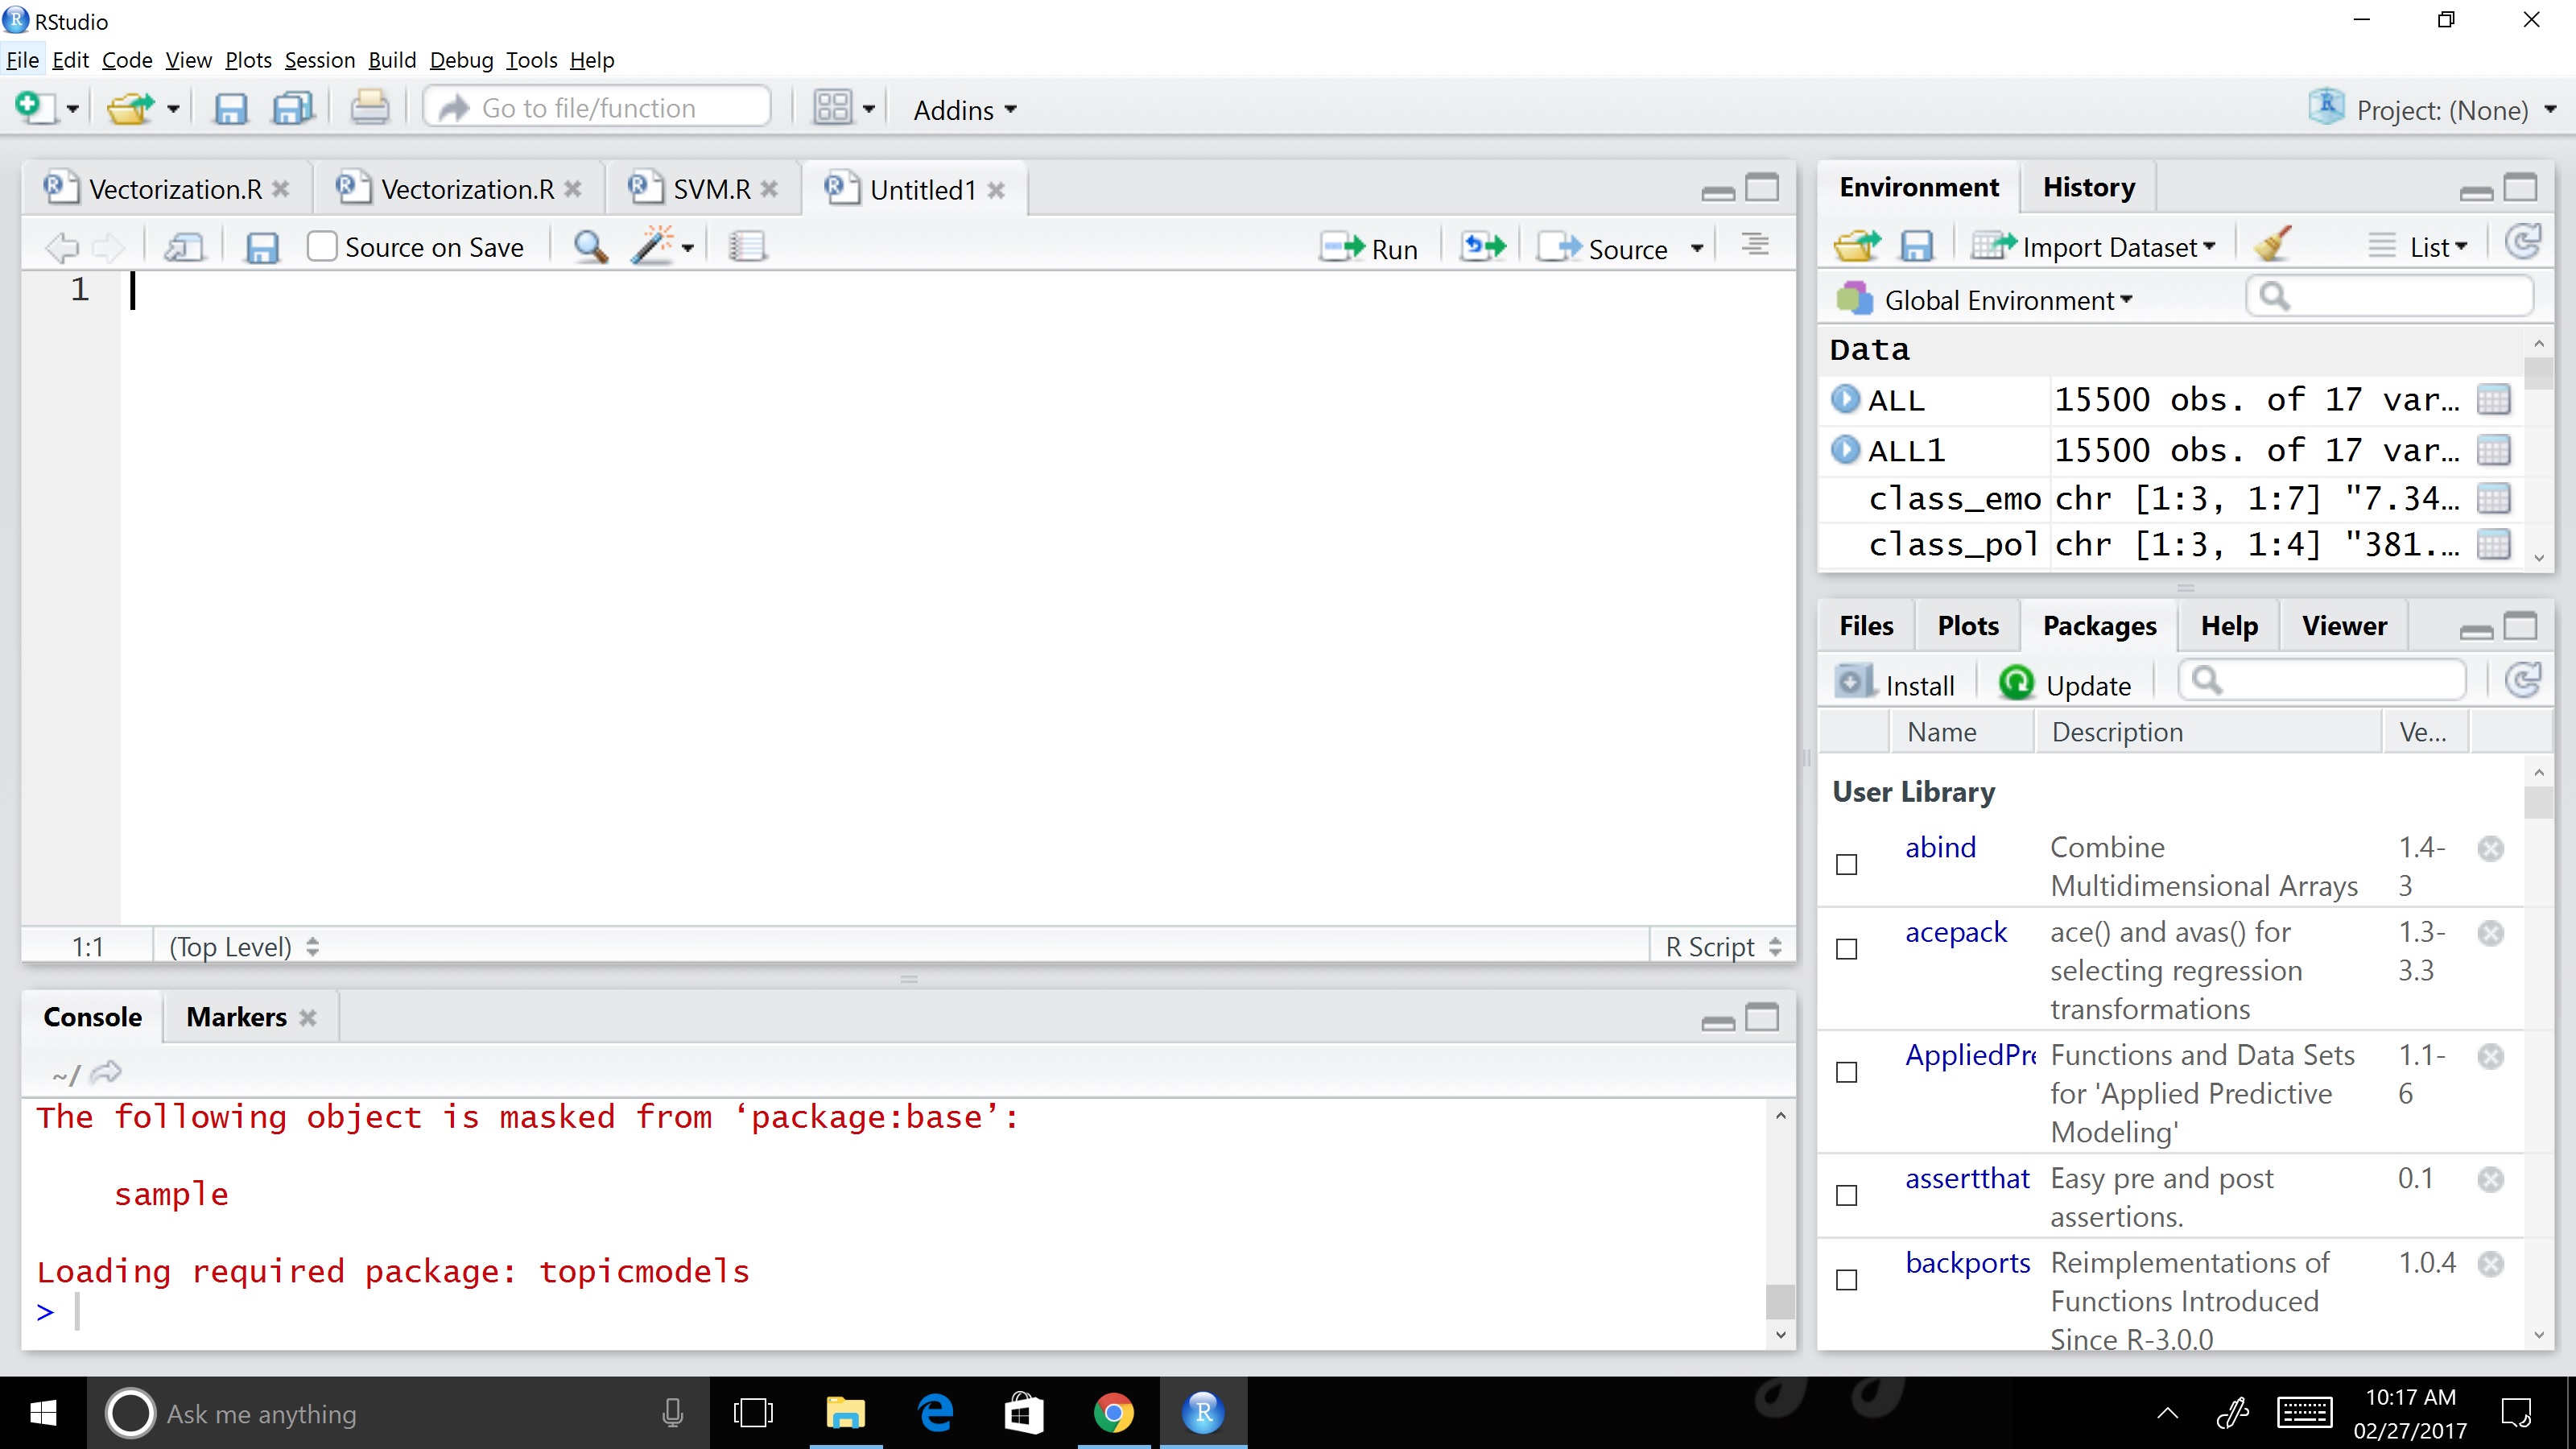 RStudio
File Edit Code View Plots Session Build Debug Tools Help
Go to file/function Addins Project: (None)
Vectorization.R Vectorization.R SVM.R Untitled1
Source on Save Run Source
1
1:1 (Top Level) R Script
Console Markers
~/
The following object is masked from ‘package:base’:
sample
Loading required package: topicmodels
>
Environment History
Import Dataset List
Global Environment
Data
ALL 15500 obs. of 17 var…
ALL1 15500 obs. of 17 var…
class_emo chr [1:3, 1:7] "7.34…
class_pol chr [1:3, 1:4] "381.…
Files Plots Packages Help Viewer
Install Update
Name Description Ve...
User Library
abind Combine 1.4-
Multidimensional Arrays 3
acepack ace() and avas() for 1.3-
selecting regression 3.3
transformations
AppliedPre Functions and Data Sets 1.1-
for 'Applied Predictive 6
Modeling'
assertthat Easy pre and post 0.1
assertions.
backports Reimplementations of 1.0.4
Functions Introduced
Since R-3.0.0
Ask me anything
10:17 AM
02/27/2017